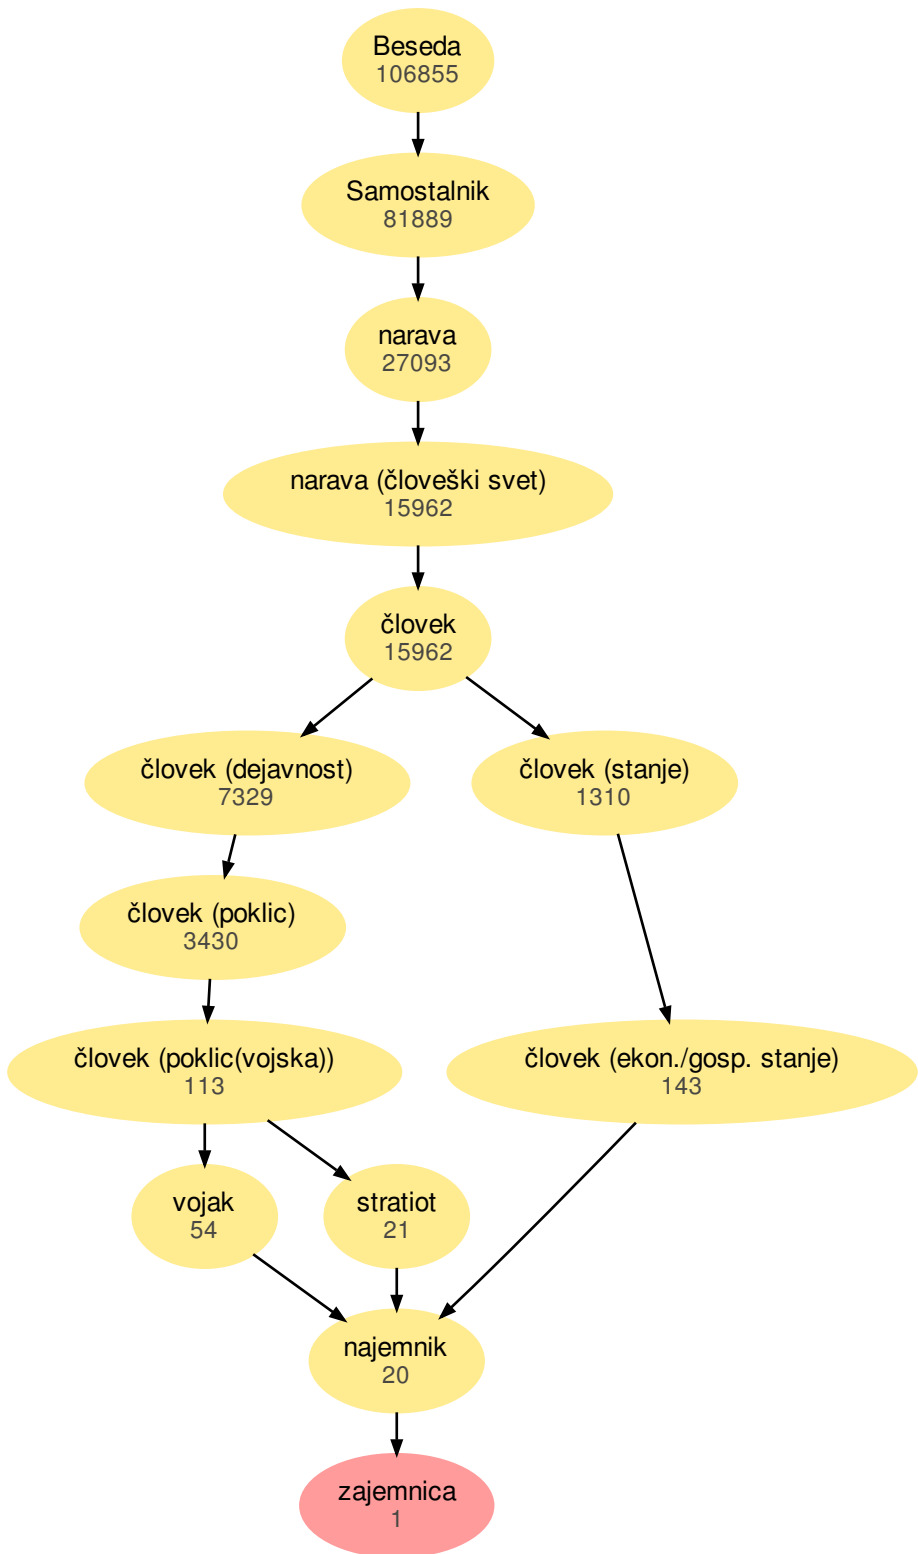 Beseda
106855
Samostalnik
81889
narava
27093
narava (človeški svet)
15962
človek
15962
človek (dejavnost)
7329
človek (stanje)
1310
človek (poklic)
3430
človek (poklic(vojska))
113
človek (ekon./gosp. stanje)
143
vojak
54
stratiot
21
najemnik
20
zajemnica
1